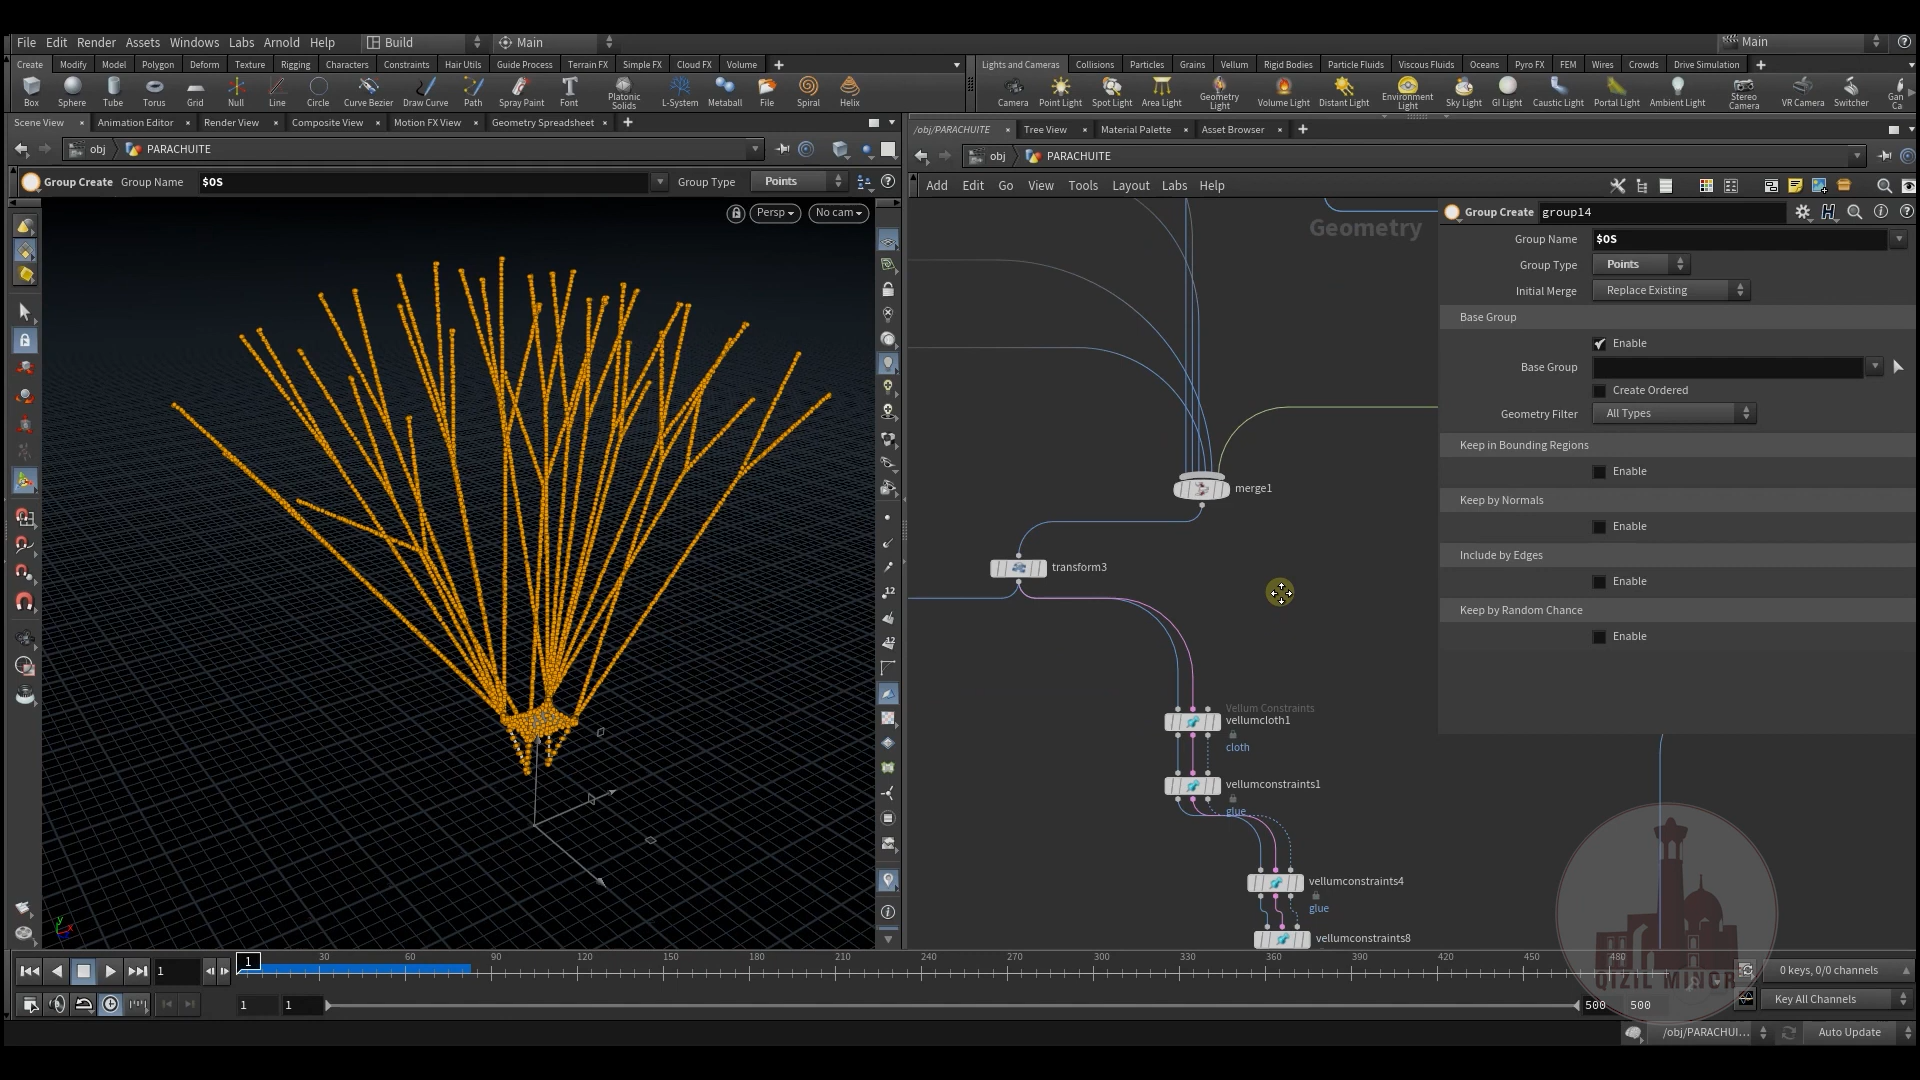 File Edit Render Assets Windows Labs Arnold Help Build Main Main
Create Modify Model Polygon Deform Texture Rigging Characters Constraints Hair Utils Guide Process Terrain FX Simple FX Cloud FX Volume
Lights and Cameras Collisions Particles Grains Vellum Rigid Bodies Particle Fluids Viscous Fluids Oceans Pyro FX FEM Wires Crowds Drive Simulation
Box Sphere Tube Torus Grid Null Line Circle Curve Bezier Draw Curve Path Spray Paint Font Platonic Solids L-System Metaball File Spiral Helix
Camera Point Light Spot Light Area Light Geometry Light Volume Light Distant Light Environment Light Sky Light GI Light Caustic Light Portal Light Ambient Light Stereo Camera VR Camera Switcher Gan Ca
Scene View Animation Editor Render View Composite View Motion FX View Geometry Spreadsheet
/obj/PARACHUITE Tree View Material Palette Asset Browser
obj PARACHUITE
obj PARACHUITE
Group Create Group Name $OS Group Type Points
Add Edit Go View Tools Layout Labs Help
Persp No cam
Geometry
Group Create group14
Group Name $OS
Group Type Points
Initial Merge Replace Existing
Base Group
Enable
Base Group
Create Ordered
Geometry Filter All Types
Keep in Bounding Regions
Enable
Keep by Normals
Enable
Include by Edges
Enable
Keep by Random Chance
Enable
merge1
transform3
Vellum Constraints
vellumcloth1
cloth
vellumconstraints1
glue
vellumconstraints4
glue
vellumconstraints8
12
12
y
x
QIZIL MINOR
1 1 30 60 90 120 150 180 210 240 270 300 330 360 390 420 450 480
0 keys, 0/0 channels
1 1 500 500
Key All Channels
/obj/PARACHUI... Auto Update